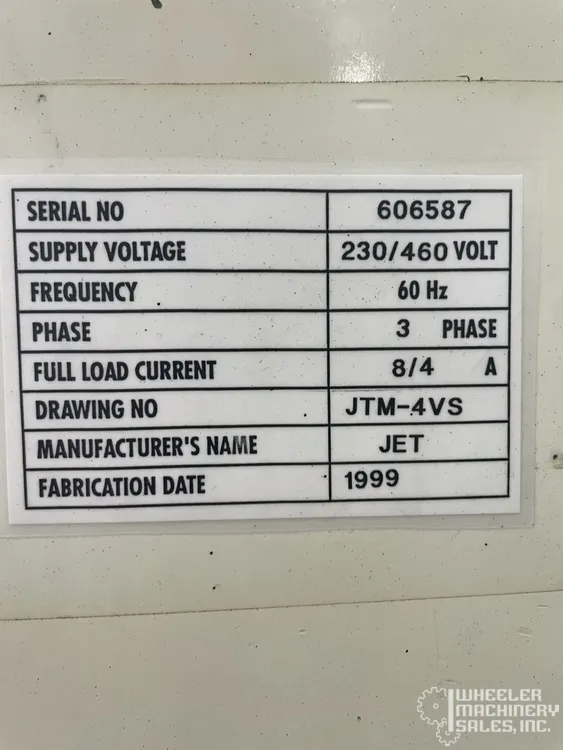 SERIAL NO 606587
SUPPLY VOLTAGE 230/460 VOLT
FREQUENCY 60 Hz
PHASE 3 PHASE
FULL LOAD CURRENT 8/4 A
DRAWING NO JTM-4VS
MANUFACTURER'S NAME JET
FABRICATION DATE 1999
WHEELER
MACHINERY
SALES, INC.